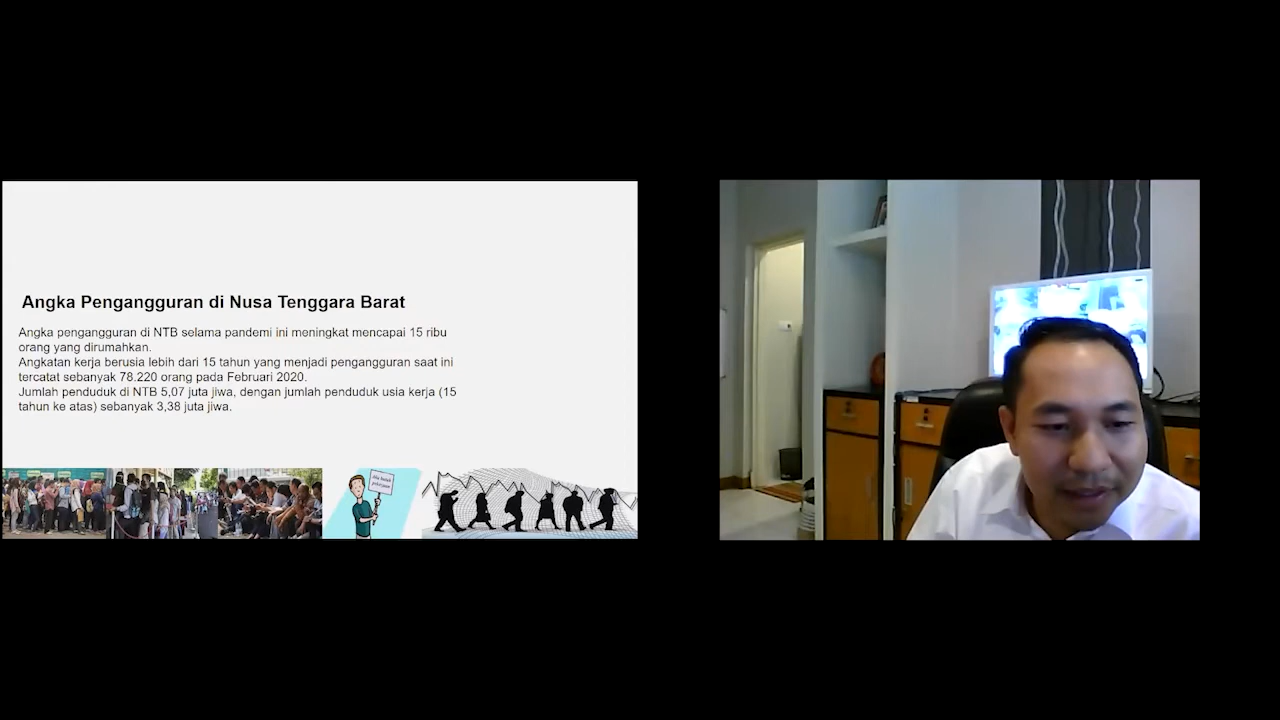 Angka Pengangguran di Nusa Tenggara Barat
Angka pengangguran di NTB selama pandemi ini meningkat mencapai 15 ribu
orang yang dirumahkan.
Angkatan kerja berusia lebih dari 15 tahun yang menjadi pengangguran saat ini
tercatat sebanyak 78.220 orang pada Februari 2020.
Jumlah penduduk di NTB 5,07 juta jiwa, dengan jumlah penduduk usia kerja (15
tahun ke atas) sebanyak 3,38 juta jiwa.